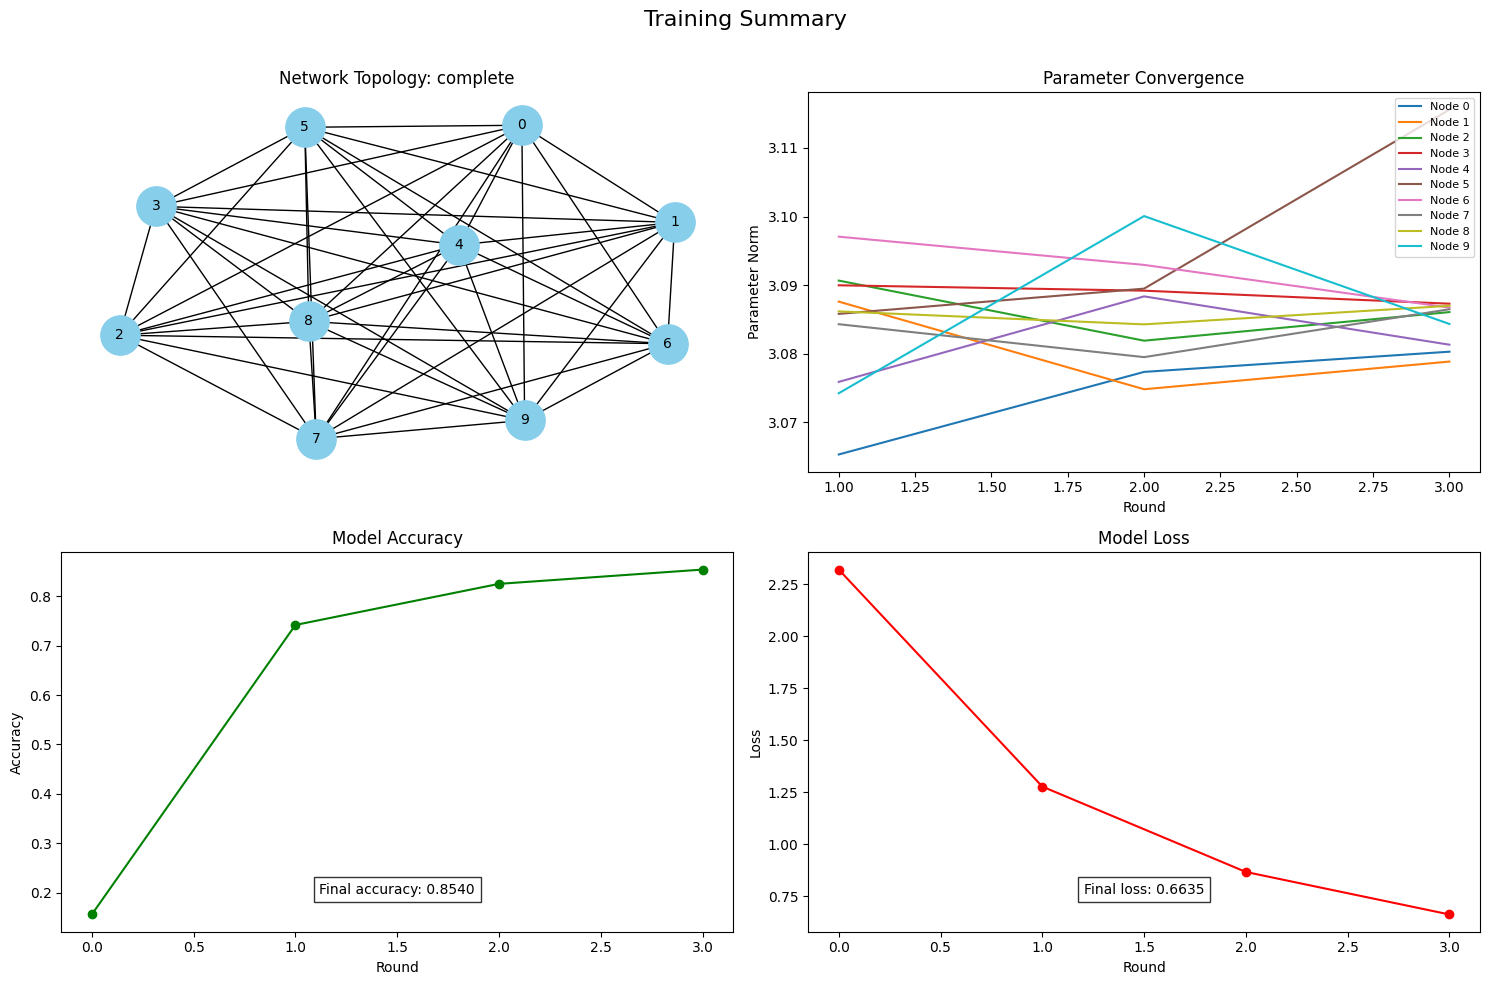 Training Summary
Network Topology: complete
5
0
3
1
4
8
2
6
9
7
Parameter Convergence
Node 0
Node 1
Node 2
Node 3
Node 4
Node 5
Node 6
Node 7
Node 8
Node 9
3.11
3.10
3.09
3.08
3.07
Parameter Norm
1.00 1.25 1.50 1.75 2.00 2.25 2.50 2.75 3.00
Round
Model Accuracy
0.8
0.7
0.6
0.5
0.4
0.3
0.2
Accuracy
Final accuracy: 0.8540
0.0 0.5 1.0 1.5 2.0 2.5 3.0
Round
Model Loss
2.25
2.00
1.75
1.50
1.25
1.00
0.75
Loss
Final loss: 0.6635
0.0 0.5 1.0 1.5 2.0 2.5 3.0
Round